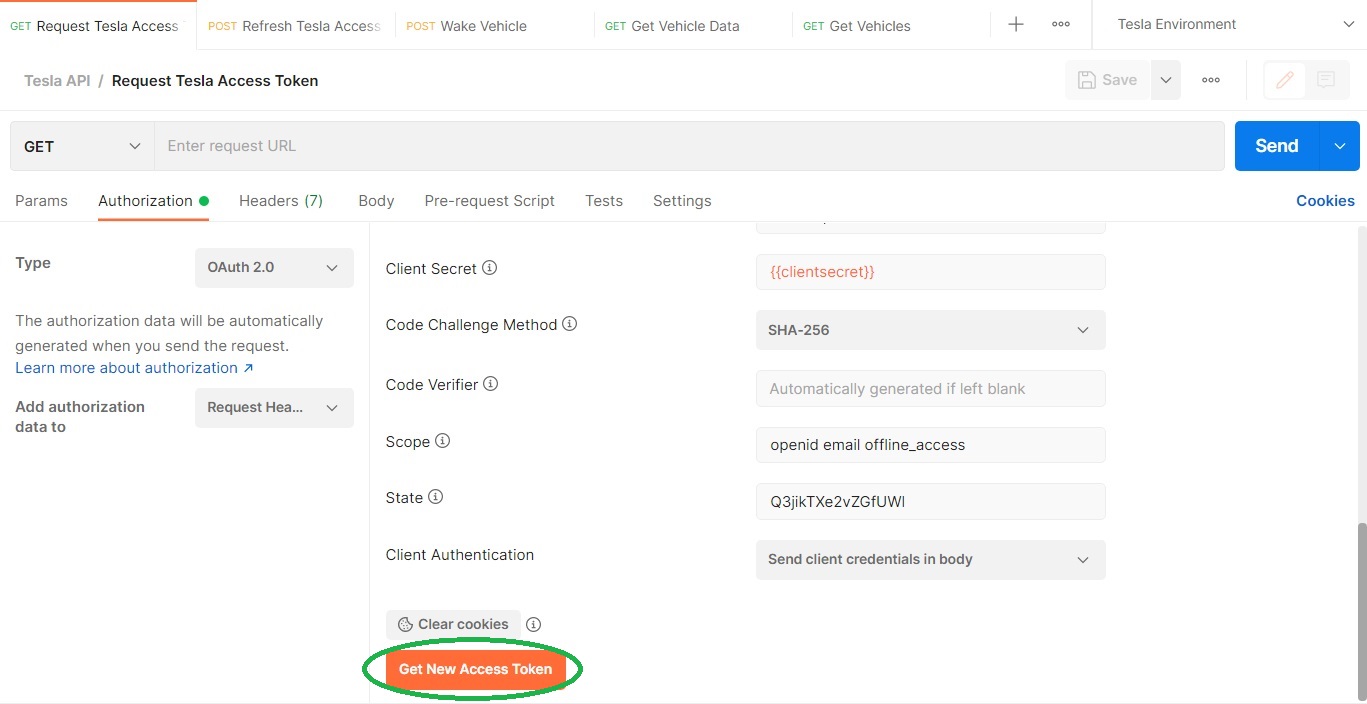 GET Request Tesla Access POST Refresh Tesla Access POST Wake Vehicle GET Get Vehicle Data GET Get Vehicles Tesla Environment
Tesla API / Request Tesla Access Token Save
GET Enter request URL Send
Params Authorization Headers (7) Body Pre-request Script Tests Settings Cookies
Type OAuth 2.0
The authorization data will be automatically
generated when you send the request.
Learn more about authorization ↗
Add authorization
data to
Request Hea...
Client Secret {{clientsecret}}
Code Challenge Method SHA-256
Code Verifier Automatically generated if left blank
Scope openid email offline_access
State Q3jikTXe2vZGfUWl
Client Authentication Send client credentials in body
Clear cookies
Get New Access Token